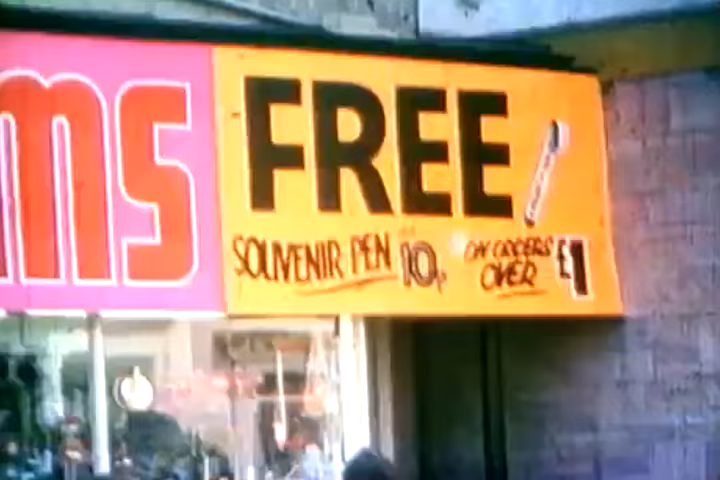 ms
FREE
SOUVENIR PEN 10p
ON ORDERS
OVER £1